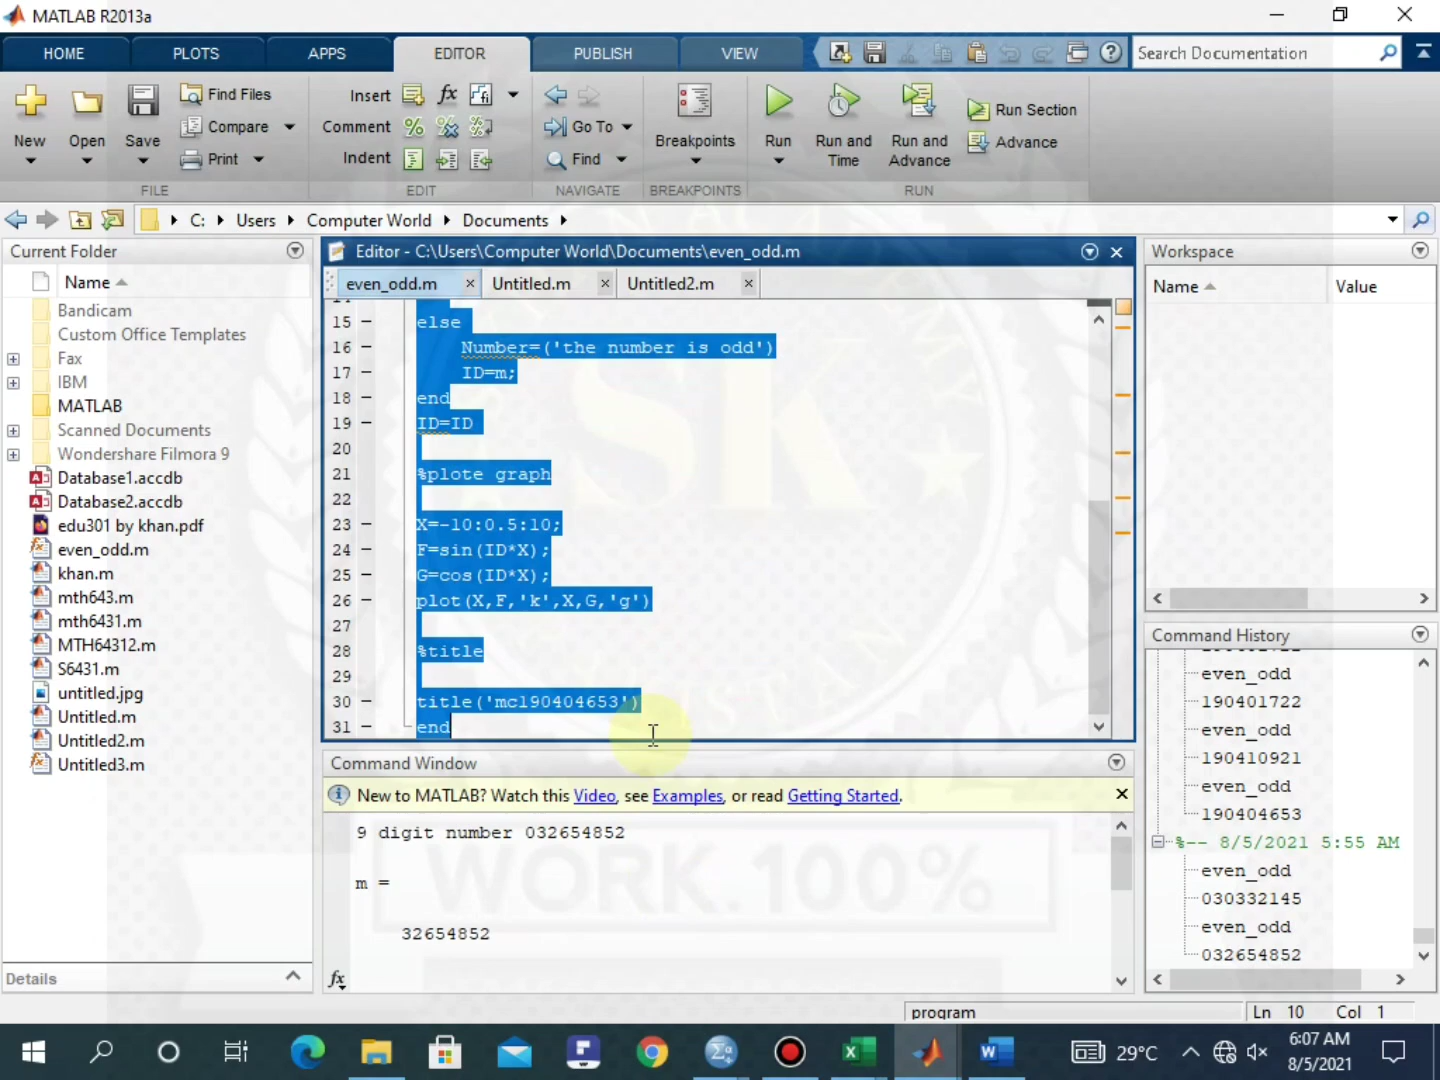 MATLAB R2013a
HOME
PLOTS
APPS
EDITOR
PUBLISH
VIEW
Search Documentation
New
Open
Save
Find Files
Compare
Print
FILE
Insert
fx
Comment
Indent
EDIT
Go To
Find
NAVIGATE
Breakpoints
BREAKPOINTS
Run
Run and Time
Run and Advance
Run Section
Advance
RUN
C: Users Computer World Documents
Current Folder
Name
Bandicam
Custom Office Templates
Fax
IBM
MATLAB
Scanned Documents
Wondershare Filmora 9
Database1.accdb
Database2.accdb
edu301 by khan.pdf
even_odd.m
khan.m
mth643.m
mth6431.m
MTH64312.m
S6431.m
untitled.jpg
Untitled.m
Untitled2.m
Untitled3.m
Details
Editor - C:\Users\Computer World\Documents\even_odd.m
even_odd.m
Untitled.m
Untitled2.m
15 else
16 Number=('the number is odd')
17 ID=m;
18 end
19 ID=ID
20
21 %plote graph
22
23 X=-10:0.5:10;
24 F=sin(ID*X);
25 G=cos(ID*X);
26 plot(X,F,'k',X,G,'g')
27
28 %title
29
30 title('mc190404653')
31 end
Command Window
New to MATLAB? Watch this Video, see Examples, or read Getting Started.
9 digit number 032654852
m =
32654852
fx
WORK.100%
SK
Workspace
Name
Value
Command History
even_odd
190401722
even_odd
190410921
even_odd
190404653
%-- 8/5/2021 5:55 AM
even_odd
030332145
even_odd
032654852
program
Ln 10 Col 1
29°C
6:07 AM
8/5/2021